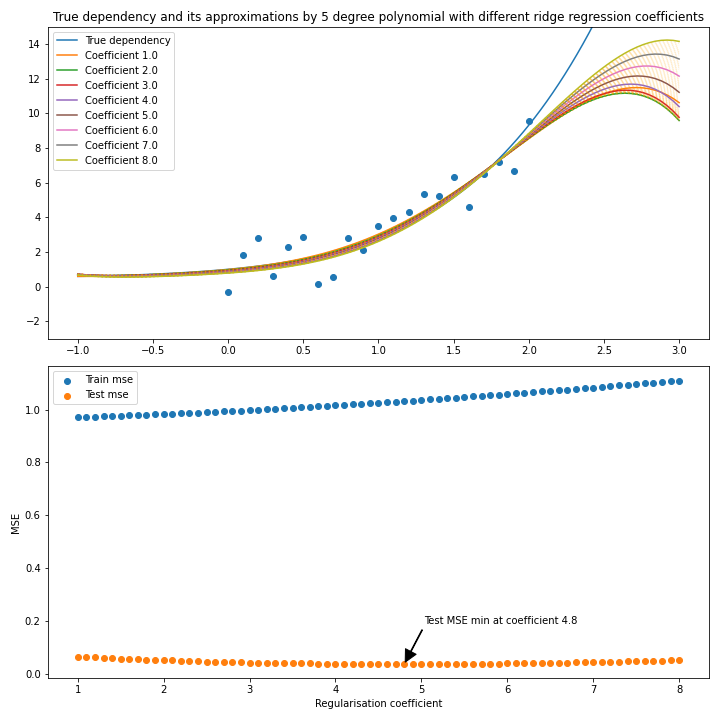 True dependency and its approximations by 5 degree polynomial with different ridge regression coefficients
14
12
10
8
6
4
2
0
−2
True dependency
Coefficient 1.0
Coefficient 2.0
Coefficient 3.0
Coefficient 4.0
Coefficient 5.0
Coefficient 6.0
Coefficient 7.0
Coefficient 8.0
−1.0 −0.5 0.0 0.5 1.0 1.5 2.0 2.5 3.0
Train mse
Test mse
1.0
0.8
0.6
0.4
0.2
0.0
MSE
Test MSE min at coefficient 4.8
1 2 3 4 5 6 7 8
Regularisation coefficient